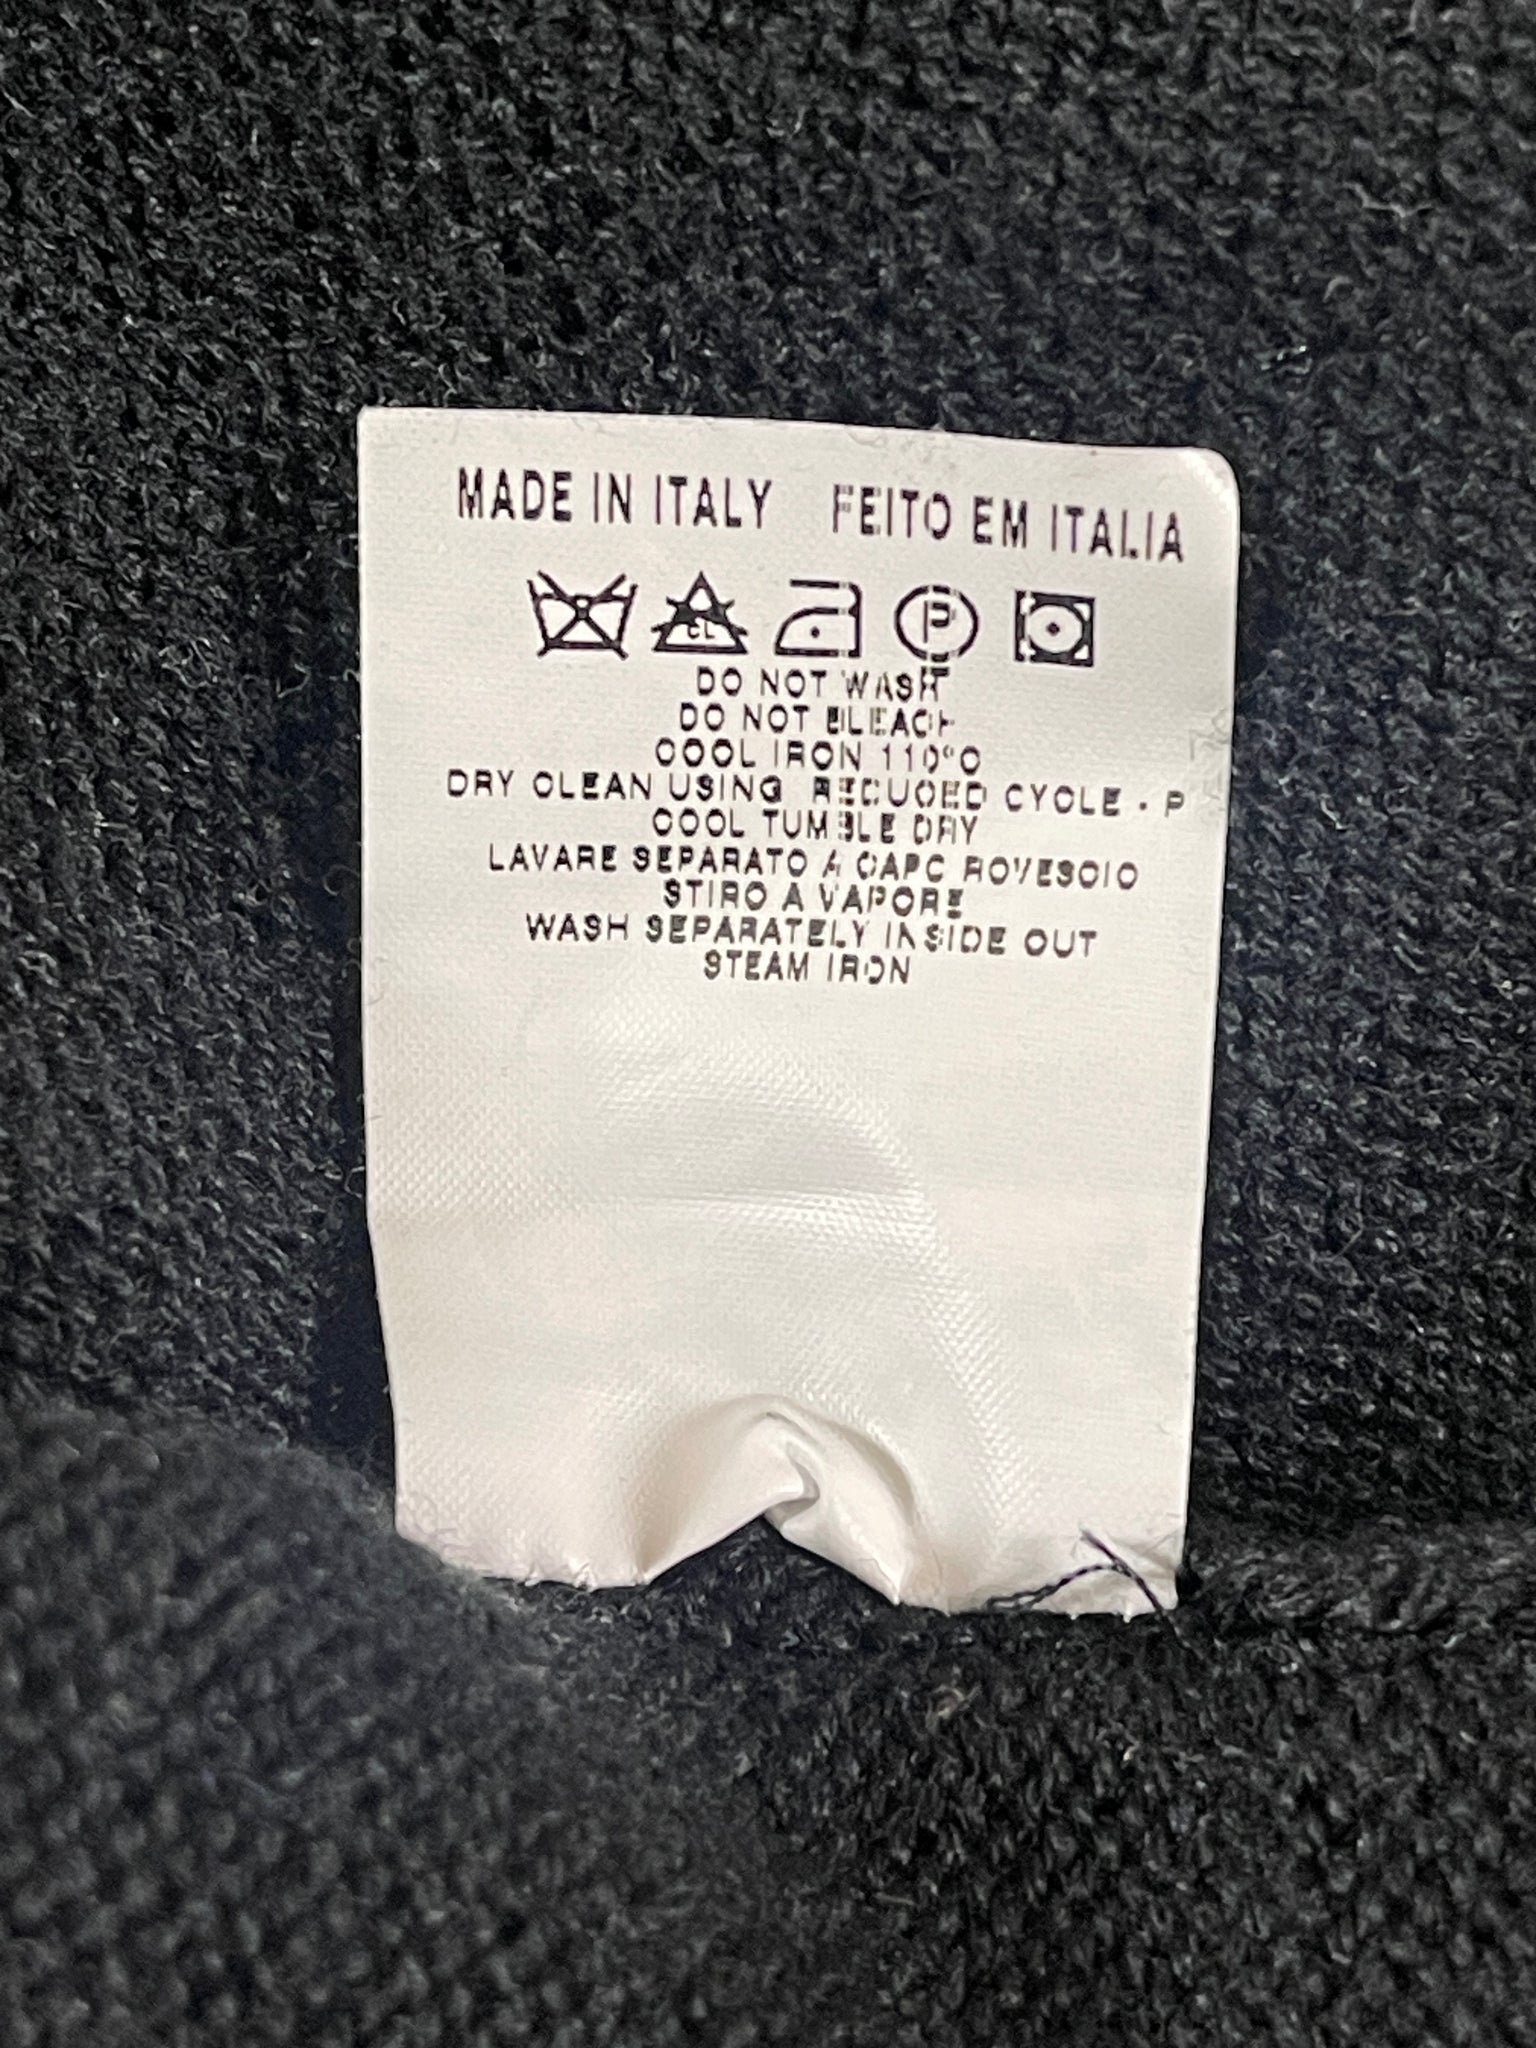 MADE IN ITALY FEITO EM ITALIA
CL P
DO NOT WASH
DO NOT BLEACH
COOL IRON 110°C
DRY CLEAN USING REDUCED CYCLE - P
COOL TUMBLE DRY
LAVARE SEPARATO A CAPO ROVESCIO
STIRO A VAPORE
WASH SEPARATELY INSIDE OUT
STEAM IRON